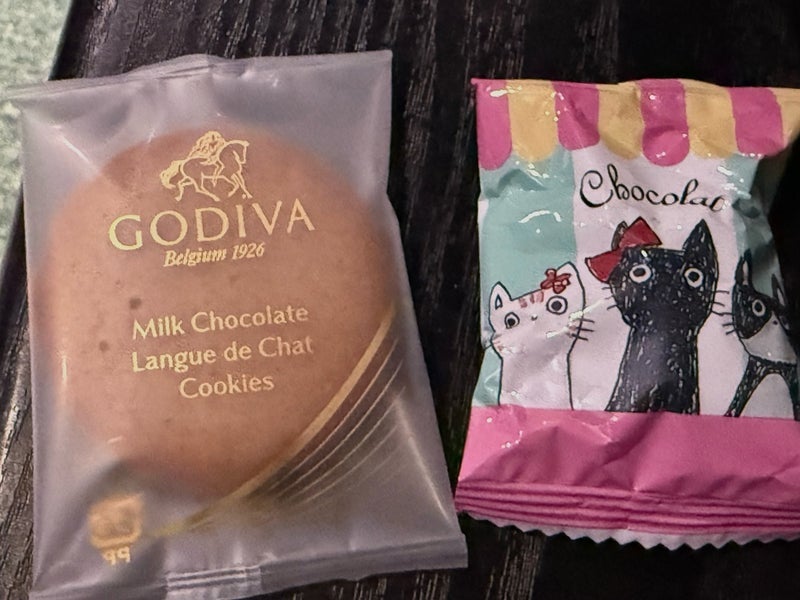 GODIVA
Belgium 1926
Milk Chocolate
Langue de Chat
Cookies
Chocolat